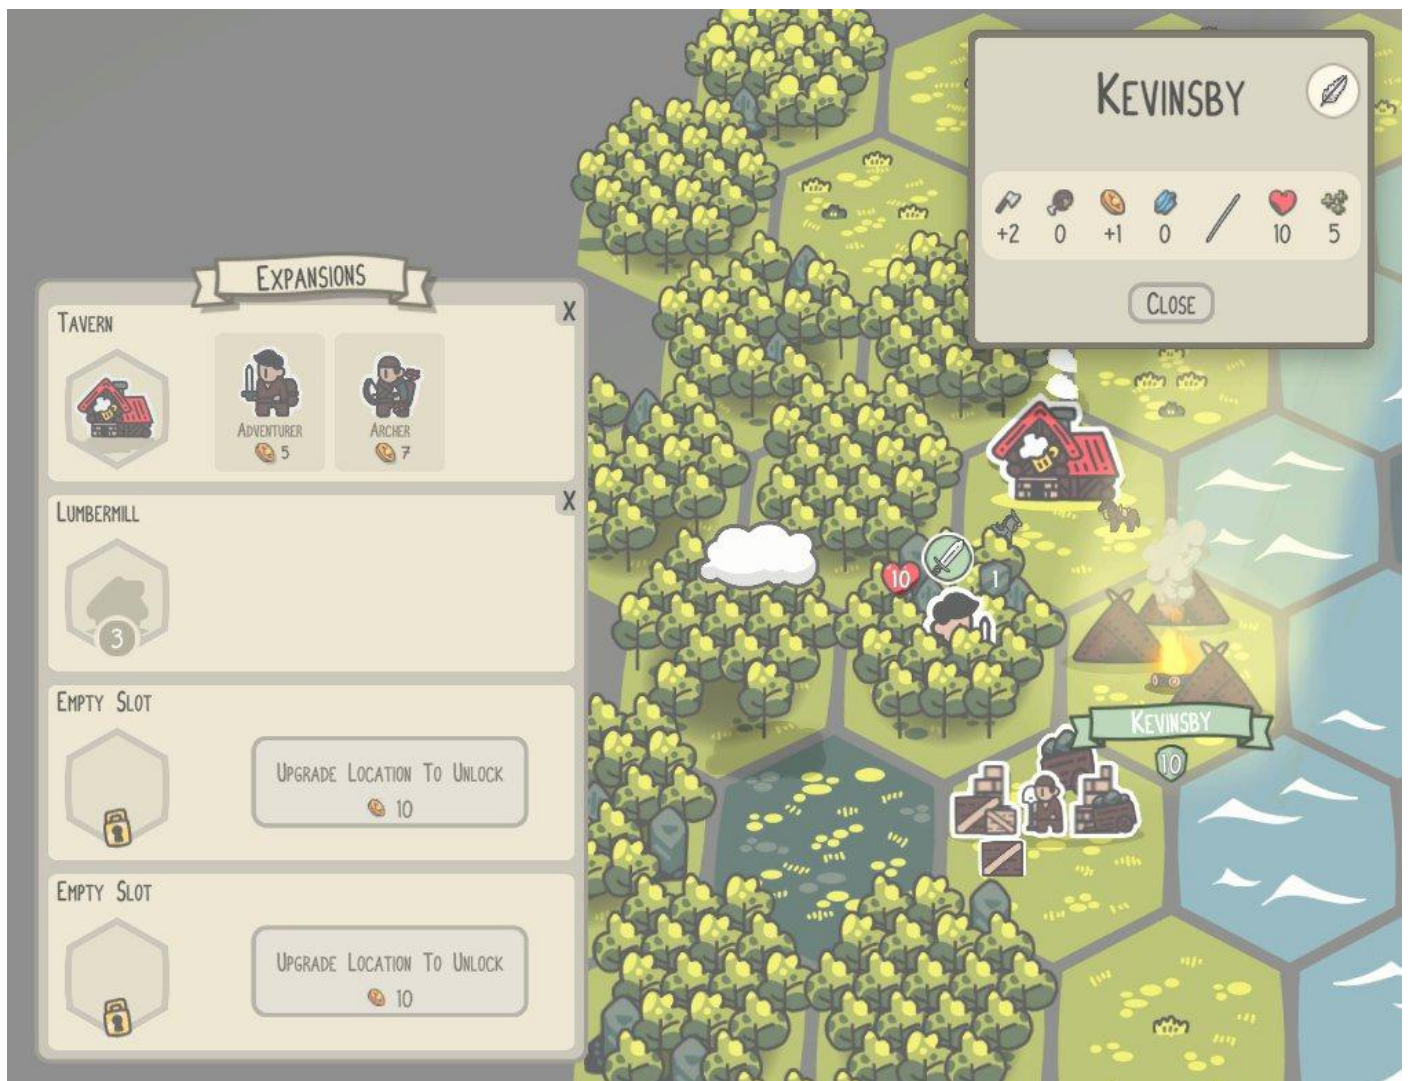 KEVINSBY
+2 0 +1 0 10 5
CLOSE
EXPANSIONS
TAVERN
X
ADVENTURER
5
ARCHER
7
LUMBERMILL
X
3
EMPTY SLOT
UPGRADE LOCATION TO UNLOCK
10
EMPTY SLOT
UPGRADE LOCATION TO UNLOCK
10
10
1
KEVINSBY
10